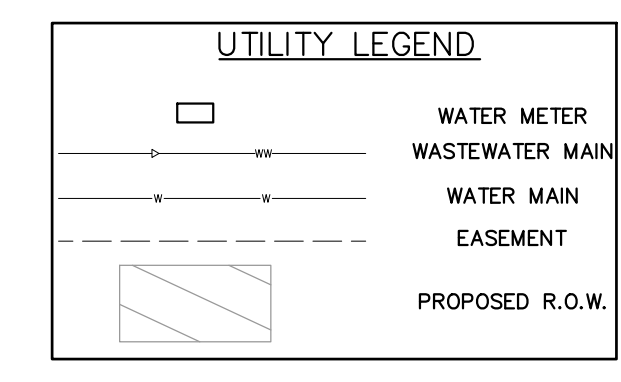 UTILITY LEGEND
WATER METER
WW WASTEWATER MAIN
W W WATER MAIN
EASEMENT
PROPOSED R.O.W.